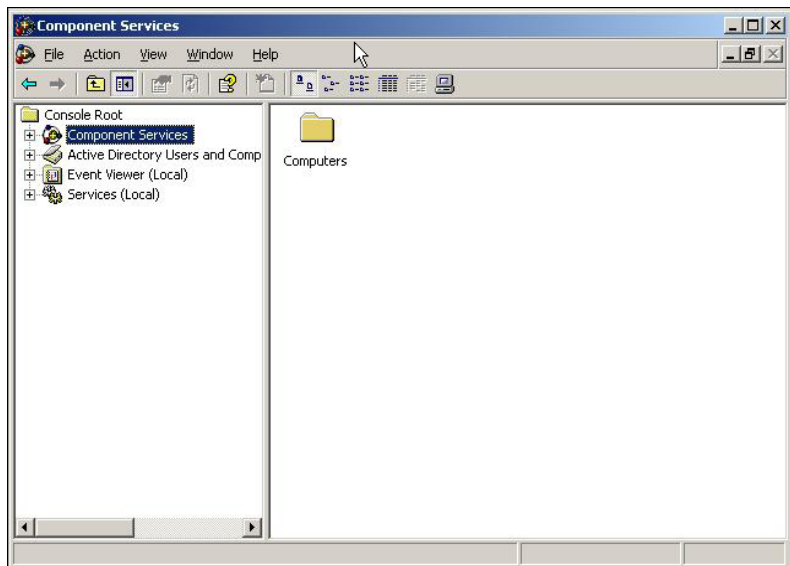 Component Services
File Action View Window Help
Console Root
Component Services
Active Directory Users and Comp
Event Viewer (Local)
Services (Local)
Computers